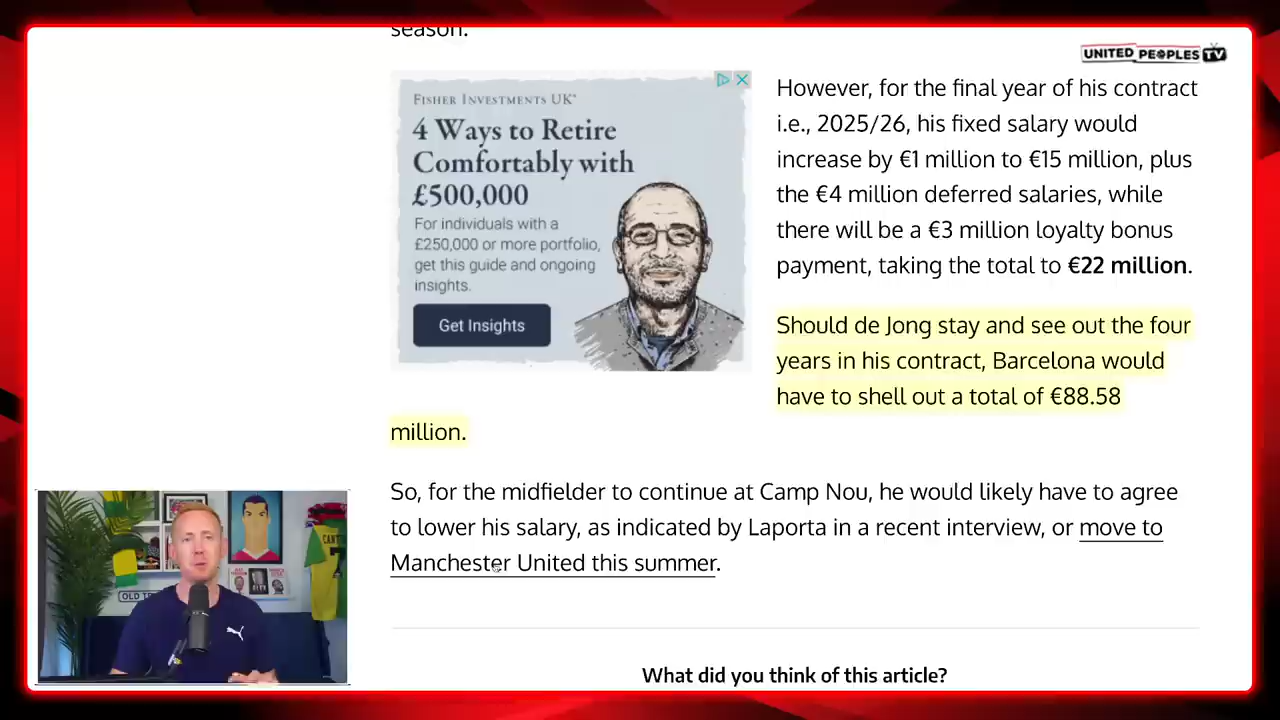 season.
UNITED PEOPLES TV
FISHER INVESTMENTS UK®
4 Ways to Retire
Comfortably with
£500,000
For individuals with a
£250,000 or more portfolio,
get this guide and ongoing
insights.
Get Insights
However, for the final year of his contract
i.e., 2025/26, his fixed salary would
increase by €1 million to €15 million, plus
the €4 million deferred salaries, while
there will be a €3 million loyalty bonus
payment, taking the total to €22 million.
Should de Jong stay and see out the four
years in his contract, Barcelona would
have to shell out a total of €88.58
million.
So, for the midfielder to continue at Camp Nou, he would likely have to agree
to lower his salary, as indicated by Laporta in a recent interview, or move to
Manchester United this summer.
What did you think of this article?
OLD